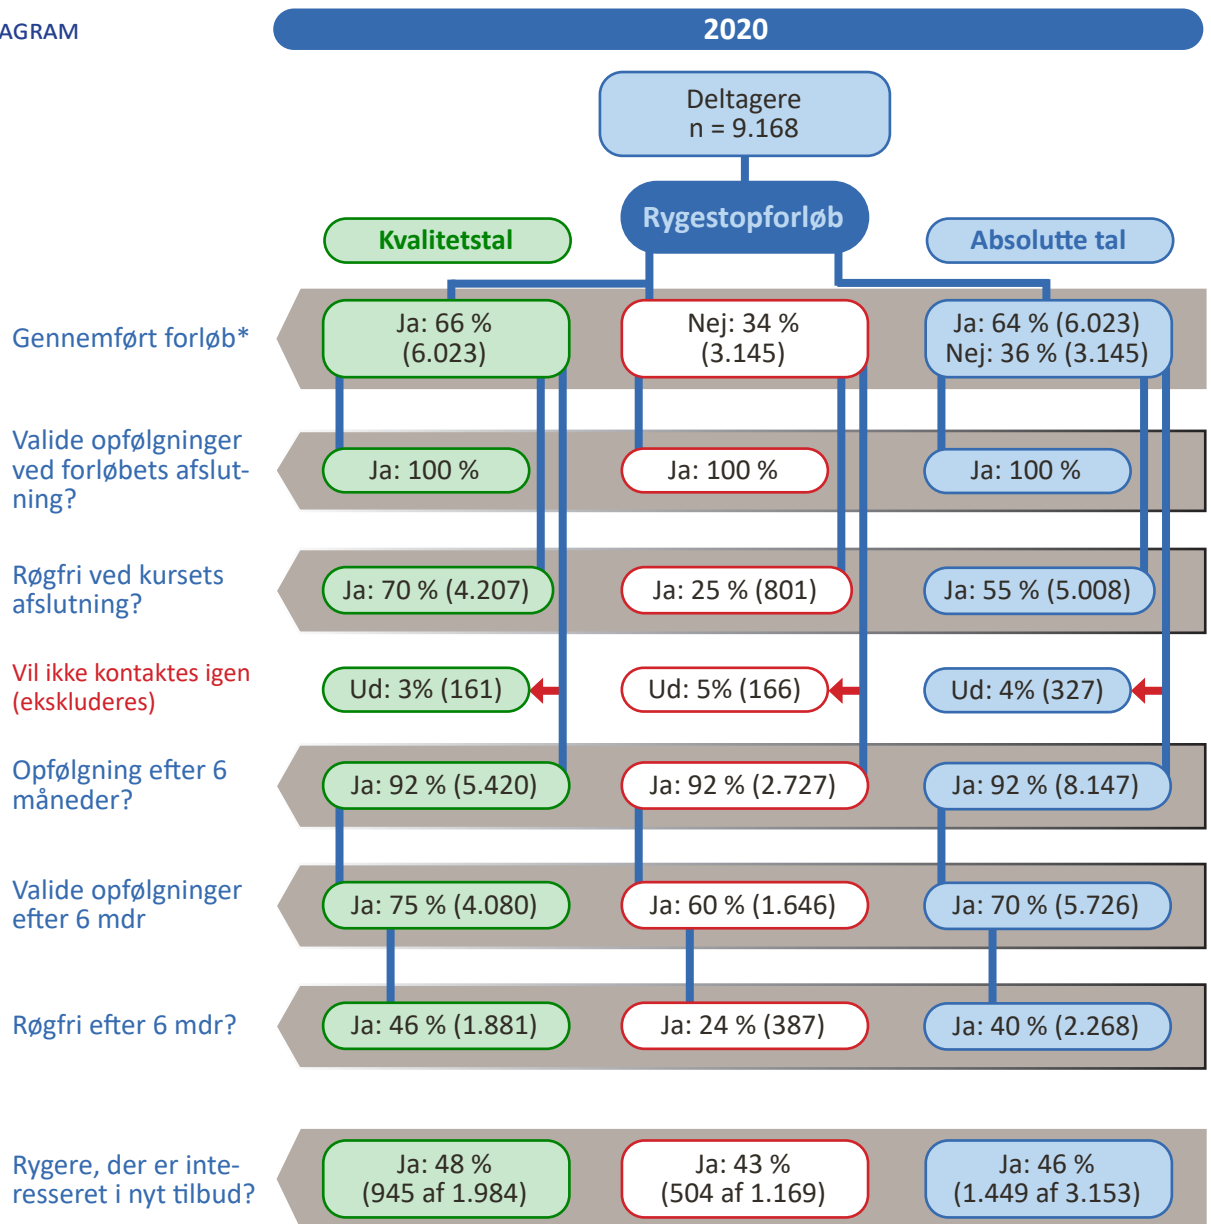 AGRAM
2020
Deltagere
n = 9.168
Rygestopforløb
Kvalitetstal
Absolutte tal
Gennemført forløb*
Ja: 66 %
(6.023)
Nej: 34 %
(3.145)
Ja: 64 % (6.023)
Nej: 36 % (3.145)
Valide opfølgninger
ved forløbets afslut-
ning?
Ja: 100 %
Ja: 100 %
Ja: 100 %
Røgfri ved kursets
afslutning?
Ja: 70 % (4.207)
Ja: 25 % (801)
Ja: 55 % (5.008)
Vil ikke kontaktes igen
(ekskluderes)
Ud: 3% (161)
Ud: 5% (166)
Ud: 4% (327)
Opfølgning efter 6
måneder?
Ja: 92 % (5.420)
Ja: 92 % (2.727)
Ja: 92 % (8.147)
Valide opfølgninger
efter 6 mdr
Ja: 75 % (4.080)
Ja: 60 % (1.646)
Ja: 70 % (5.726)
Røgfri efter 6 mdr?
Ja: 46 % (1.881)
Ja: 24 % (387)
Ja: 40 % (2.268)
Rygere, der er inte-
resseret i nyt tilbud?
Ja: 48 %
(945 af 1.984)
Ja: 43 %
(504 af 1.169)
Ja: 46 %
(1.449 af 3.153)